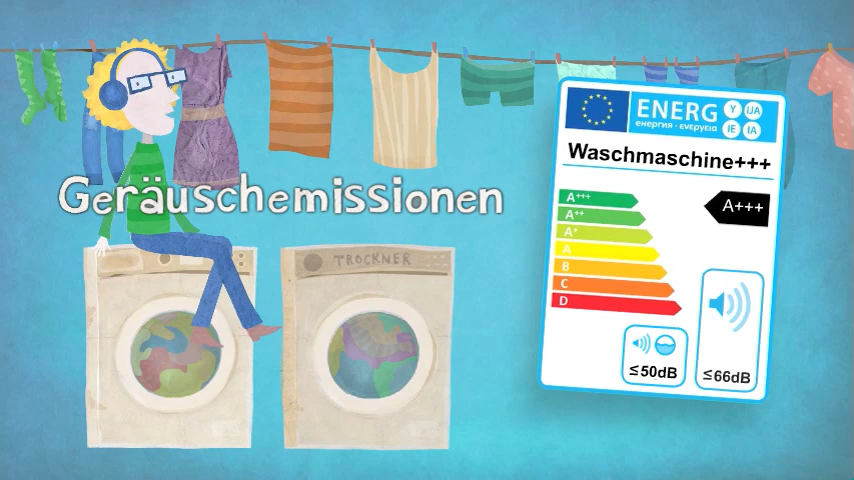 ENERG Y IJA
енергия · ενεργεια IE IA
Waschmaschine+++
Geräuschemissionen
A+++
A++
A+
A
B
C
D
A+++
TROCKNER
≤50dB
≤66dB